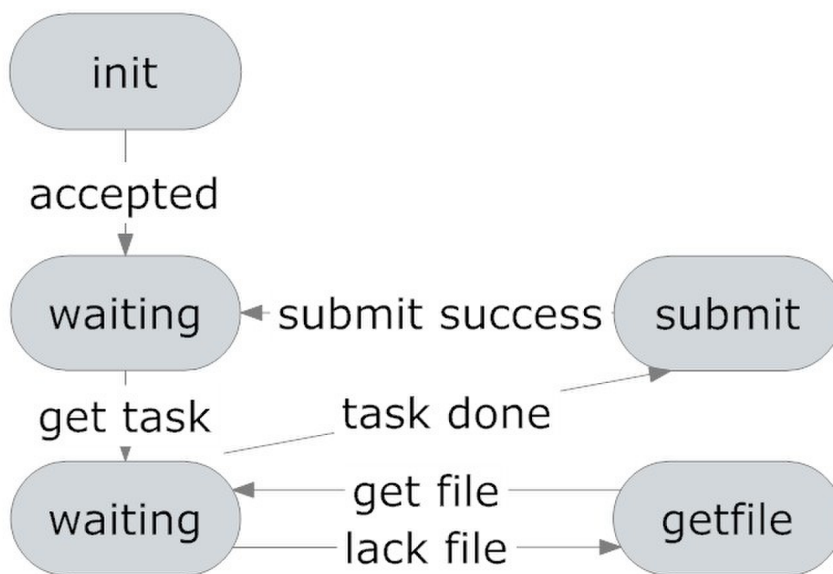 init
accepted
waiting
submit success
submit
get task
task done
waiting
get file
getfile
lack file